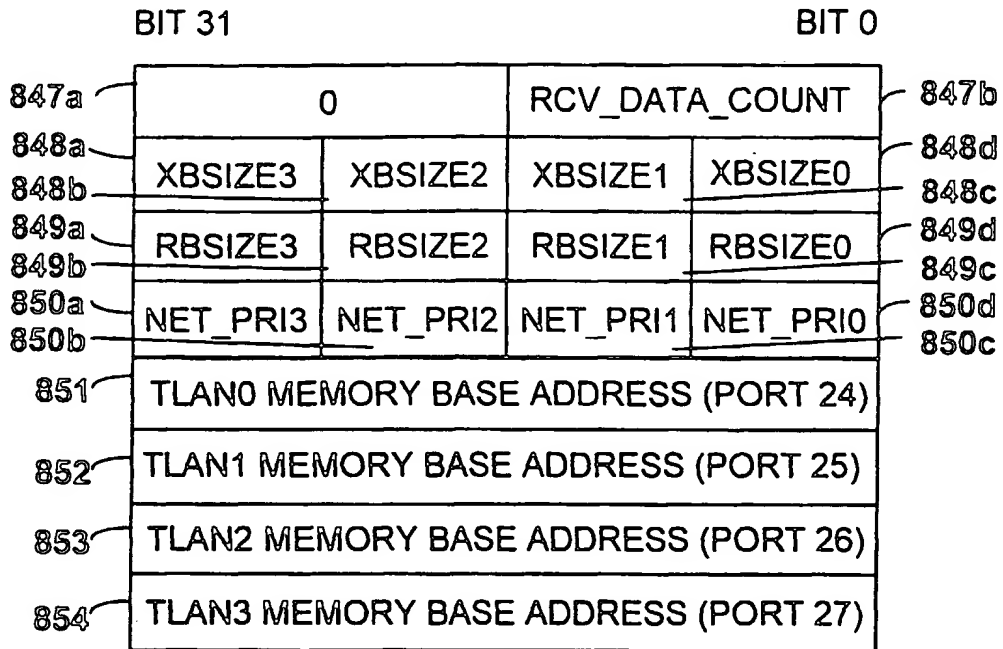 BIT 31 BIT 0
847a 0 RCV_DATA_COUNT 847b
848a XBSIZE3 XBSIZE2 XBSIZE1 XBSIZE0 848d
848b 848c
849a RBSIZE3 RBSIZE2 RBSIZE1 RBSIZE0 849d
849b 849c
850a NET_PRI3 NET_PRI2 NET_PRI1 NET_PRI0 850d
850b 850c
851 TLAN0 MEMORY BASE ADDRESS (PORT 24)
852 TLAN1 MEMORY BASE ADDRESS (PORT 25)
853 TLAN2 MEMORY BASE ADDRESS (PORT 26)
854 TLAN3 MEMORY BASE ADDRESS (PORT 27)